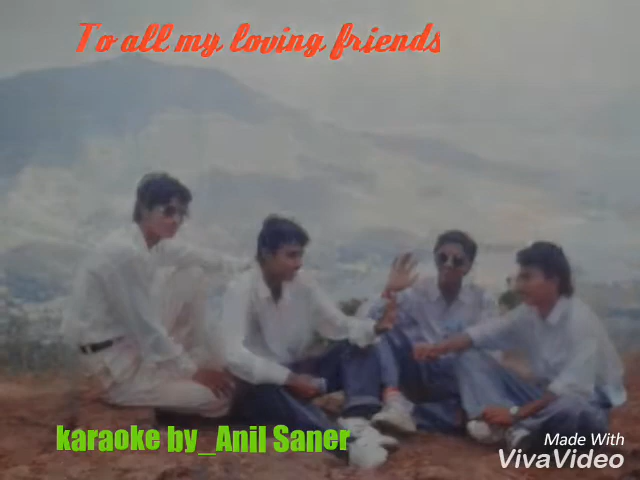 To all my loving friends
karaoke by_Anil Saner
Made With
VivaVideo